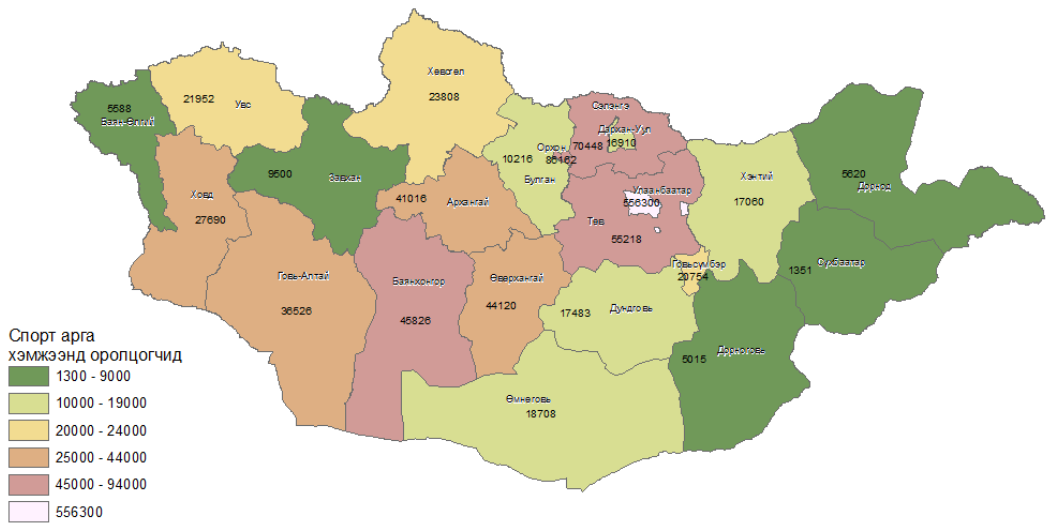 Хөвсгөл
23808
21952
Увс
5588
Баян-Өлгий
Сэлэнгэ
Дархан-Уул
70448
16910
Орхон
86162
10216
Булган
9500
Завхан
41016
Архангай
Ховд
27690
Улаанбаатар
556300
Төв
55218
Хэнтий
17060
5620
Дорнод
1351
Сүхбаатар
Говьсүмбэр
20754
Говь-Алтай
36526
Баянхонгор
45826
Өвөрхангай
44120
17483
Дундговь
5015
Дорноговь
Өмнөговь
18708
Спорт арга
хэмжээнд оролцогчид
1300 - 9000
10000 - 19000
20000 - 24000
25000 - 44000
45000 - 94000
556300